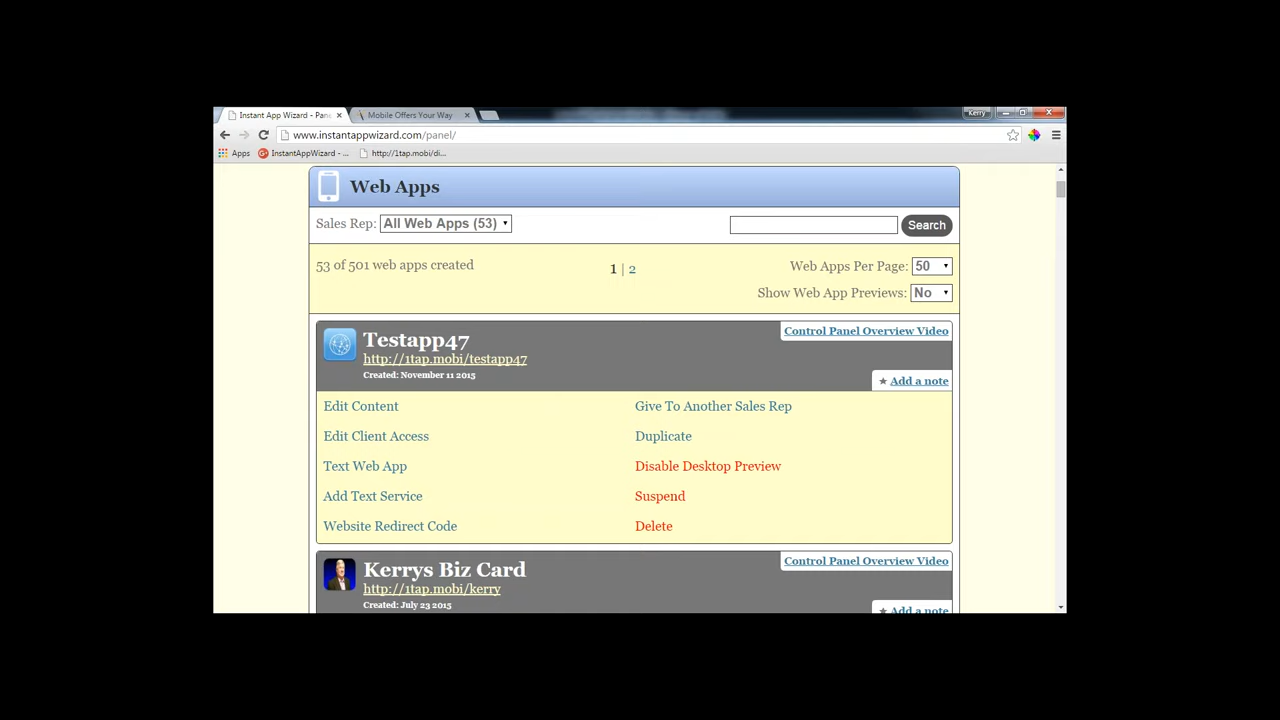 Instant App Wizard - Pane
Mobile Offers Your Way
Kerry
www.instantappwizard.com/panel/
Apps
InstantAppWizard - ...
http://1tap.mobi/di...
Web Apps
Sales Rep: All Web Apps (53)
Search
53 of 501 web apps created
1 | 2
Web Apps Per Page: 50
Show Web App Previews: No
Testapp47
Control Panel Overview Video
http://1tap.mobi/testapp47
Created: November 11 2015
★ Add a note
Edit Content
Give To Another Sales Rep
Edit Client Access
Duplicate
Text Web App
Disable Desktop Preview
Add Text Service
Suspend
Website Redirect Code
Delete
Kerrys Biz Card
Control Panel Overview Video
http://1tap.mobi/kerry
Created: July 23 2015
★ Add a note